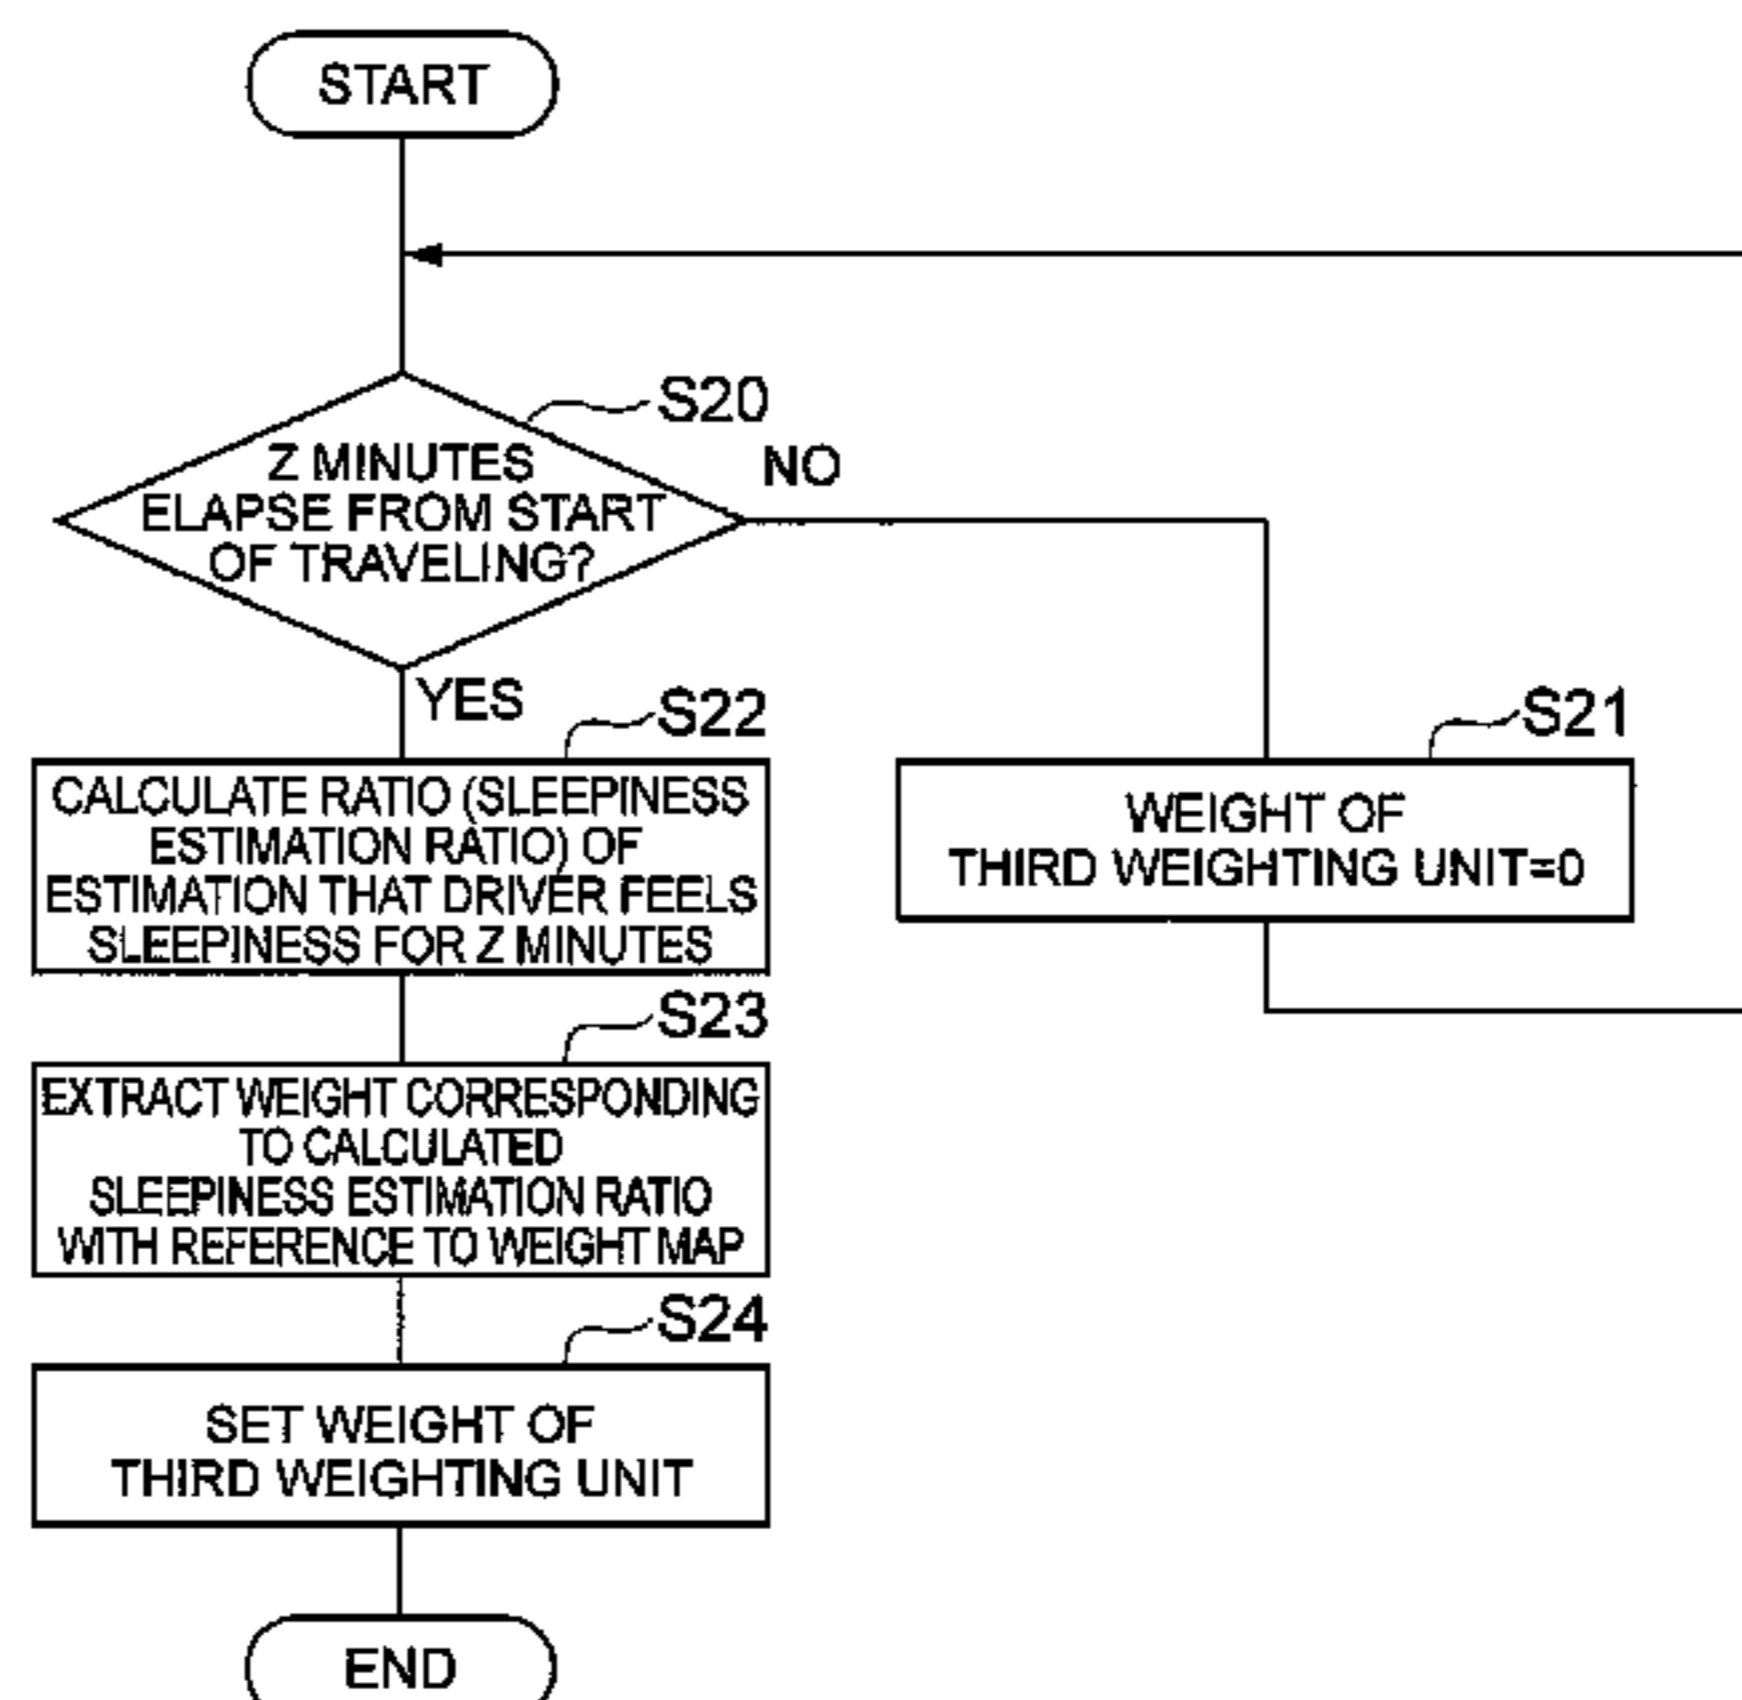 START
S20
Z MINUTES
ELAPSE FROM START
OF TRAVELING?
NO
YES
S22
CALCULATE RATIO (SLEEPINESS
ESTIMATION RATIO) OF
ESTIMATION THAT DRIVER FEELS
SLEEPINESS FOR Z MINUTES
S21
WEIGHT OF
THIRD WEIGHTING UNIT=0
S23
EXTRACT WEIGHT CORRESPONDING
TO CALCULATED
SLEEPINESS ESTIMATION RATIO
WITH REFERENCE TO WEIGHT MAP
S24
SET WEIGHT OF
THIRD WEIGHTING UNIT
END